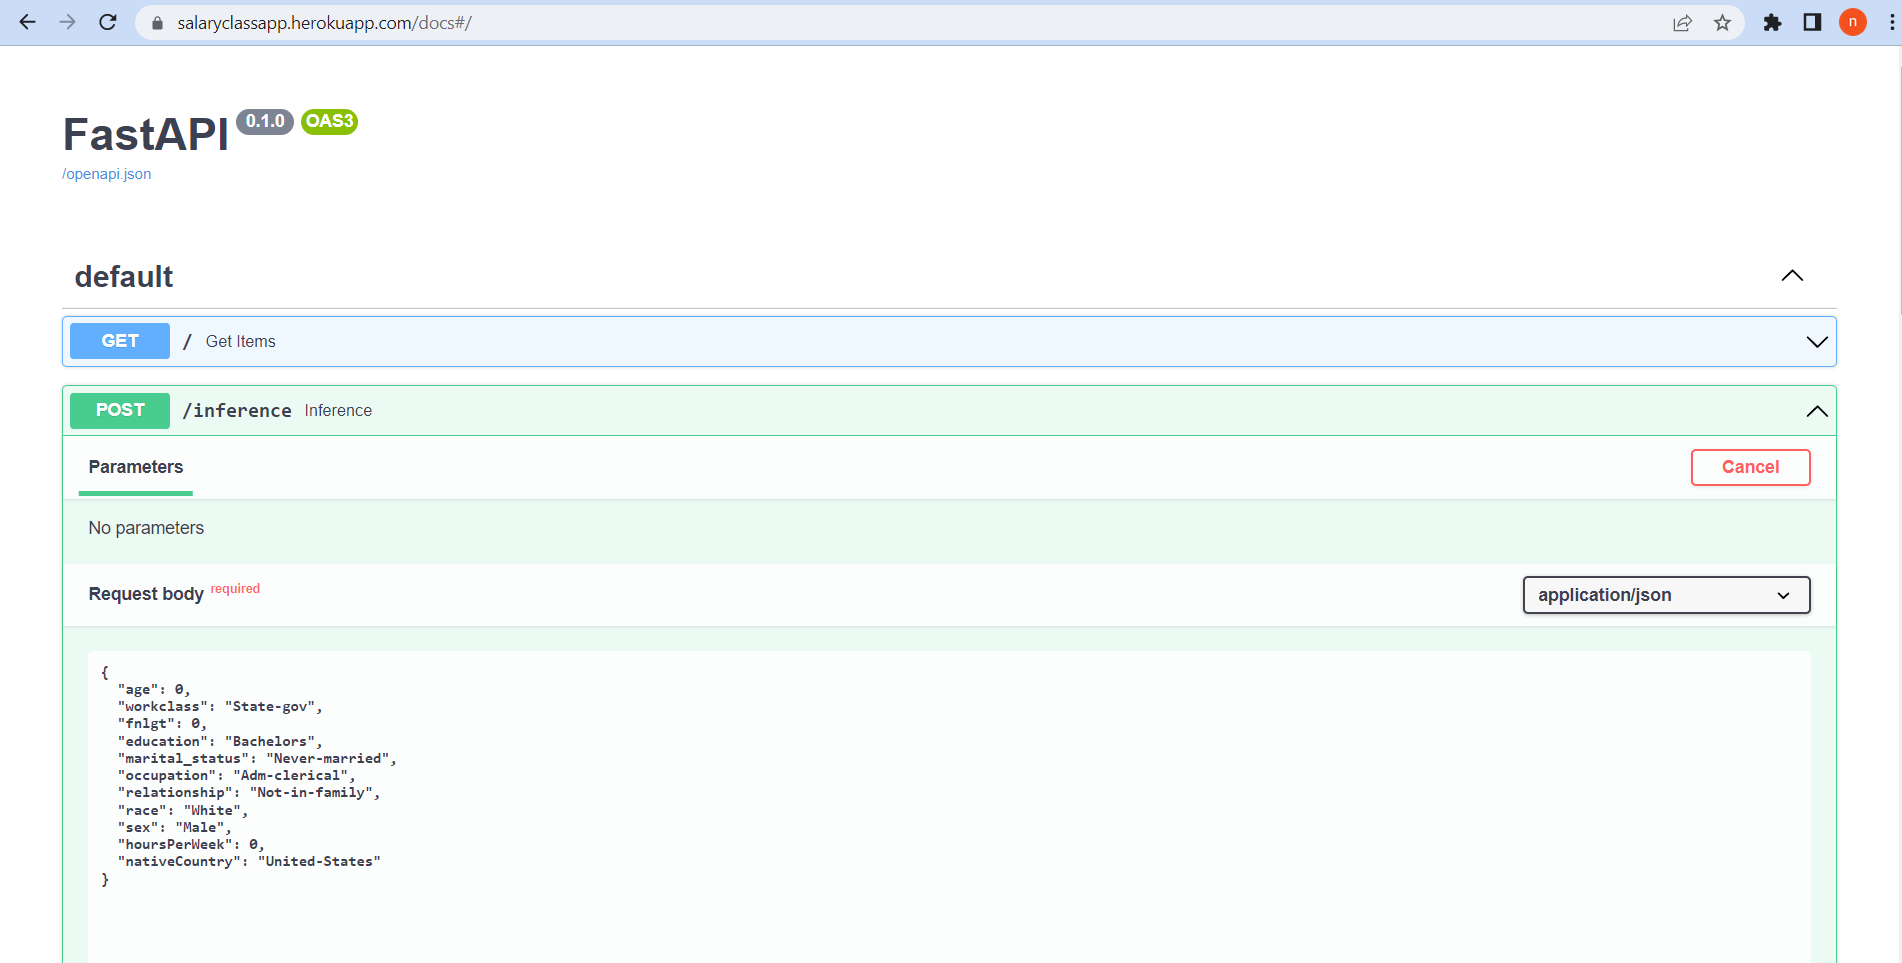 salaryclassapp.herokuapp.com/docs#/
n
FastAPI 0.1.0 OAS3
/openapi.json
default
GET / Get Items
POST /inference Inference
Parameters Cancel
No parameters
Request body required application/json
{
"age": 0,
"workclass": "State-gov",
"fnlgt": 0,
"education": "Bachelors",
"marital_status": "Never-married",
"occupation": "Adm-clerical",
"relationship": "Not-in-family",
"race": "White",
"sex": "Male",
"hoursPerWeek": 0,
"nativeCountry": "United-States"
}